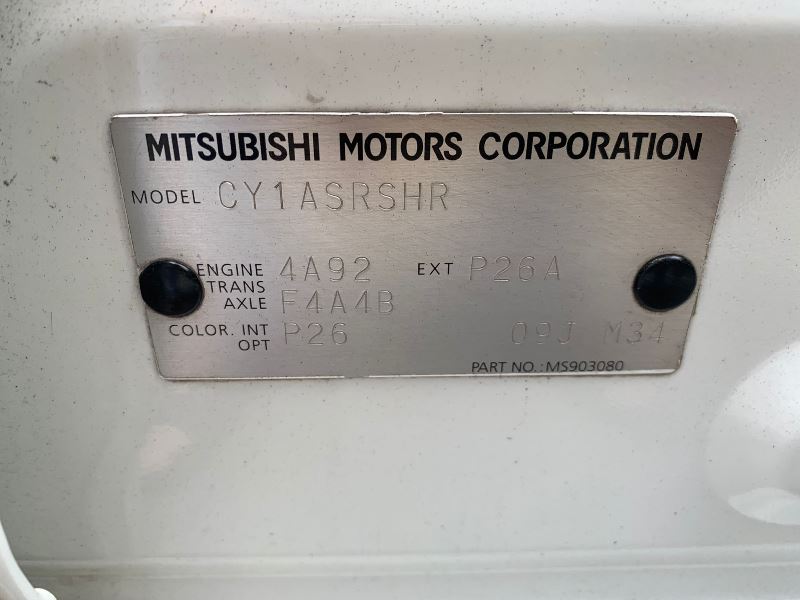 MITSUBISHI MOTORS CORPORATION
MODEL CY1ASRSHR
ENGINE 4A92 EXT P26A
TRANS
AXLE F4A4B
COLOR. INT P26 09J M34
OPT
PART NO.: MS903080